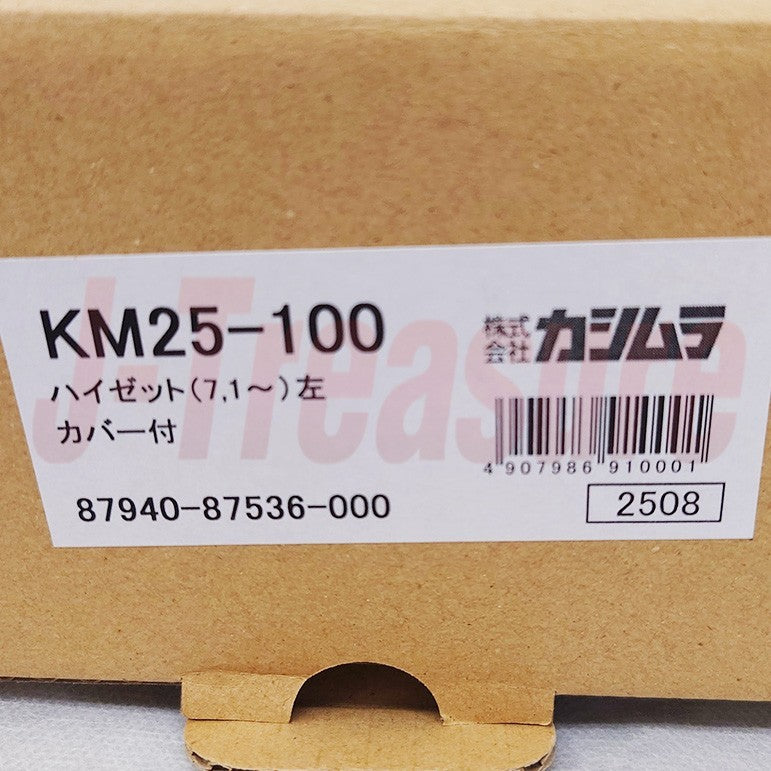 KM25-100
ハイゼット(7,1～)左
カバー付
87940-87536-000
株式会社 カシムラ
4 907986 910001
2508
J-Treasure